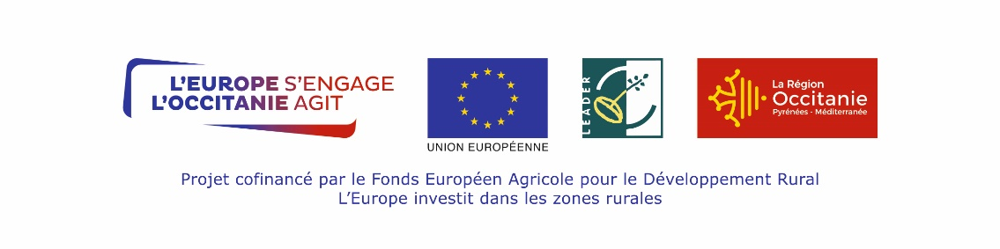 L'EUROPE S'ENGAGE
L'OCCITANIE AGIT
UNION EUROPÉENNE
LEADER
La Région
Occitanie
Pyrénées - Méditerranée
Projet cofinancé par le Fonds Européen Agricole pour le Développement Rural
L'Europe investit dans les zones rurales